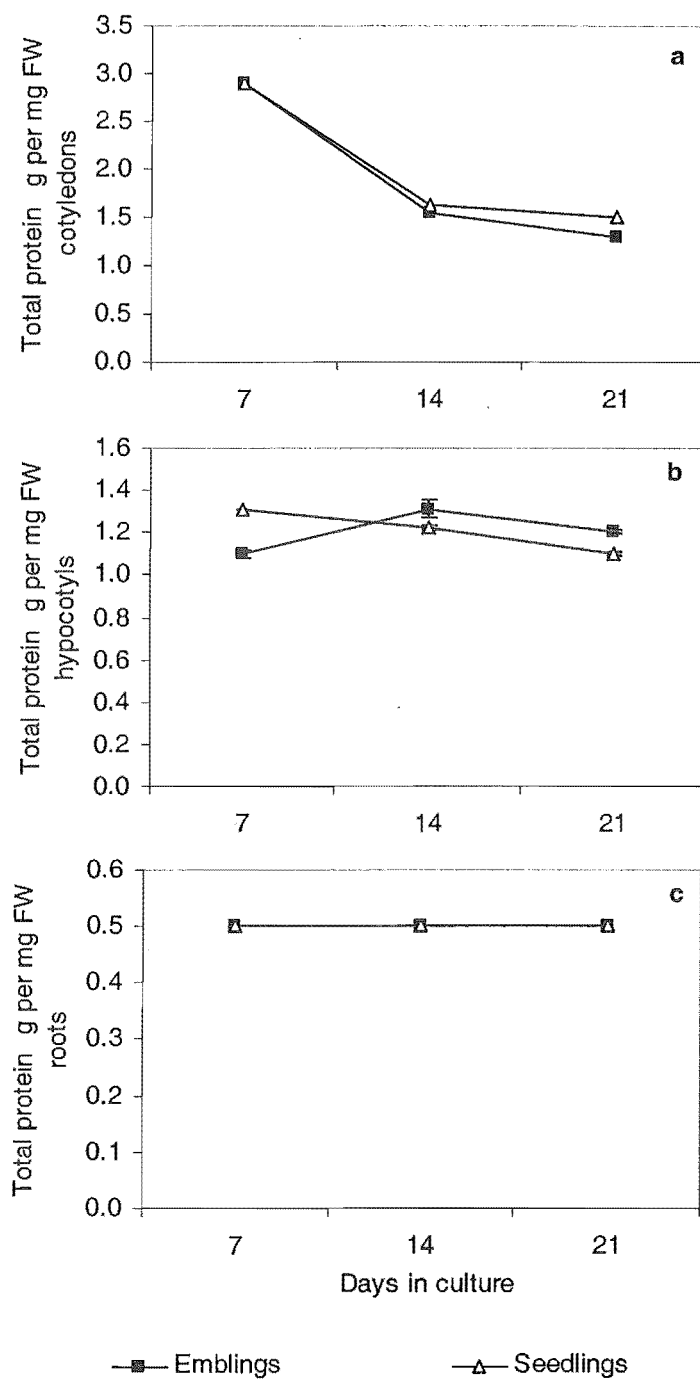 3.5
a
3.0
2.5
2.0
1.5
1.0
0.5
0.0
Total protein g per mg FW
cotyledons
7 14 21
1.6
b
1.4
1.2
1.0
0.8
0.6
0.4
0.2
0.0
Total protein g per mg FW
hypocotyls
7 14 21
0.6
c
0.5
0.4
0.3
0.2
0.1
0.0
Total protein g per mg FW
roots
7 14 21
Days in culture
Emblings Seedlings